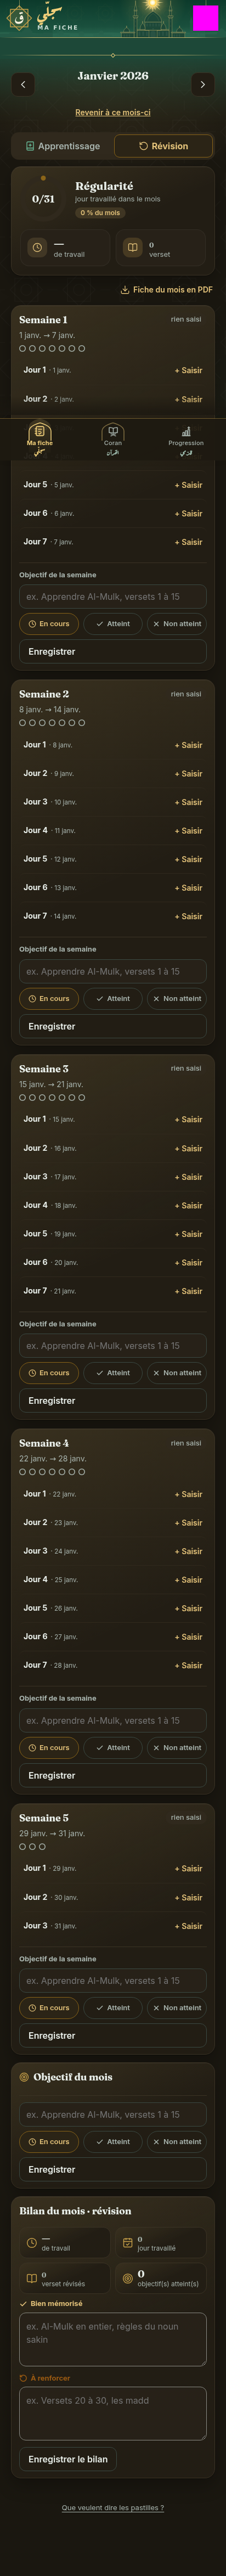 سجلّي
MA FICHE
Janvier 2026
Revenir à ce mois-ci
Apprentissage
Révision
0/31
Régularité
jour travaillé dans le mois
0 % du mois
—
de travail
0
verset
Fiche du mois en PDF
Semaine 1
rien saisi
1 janv. → 7 janv.
Jour 1 · 1 janv.
+ Saisir
Jour 2 · 2 janv.
+ Saisir
Ma fiche
سجلّي
Coran
القرآن
Progression
Jour 5 · 5 janv.
+ Saisir
Jour 6 · 6 janv.
+ Saisir
Jour 7 · 7 janv.
+ Saisir
Objectif de la semaine
ex. Apprendre Al-Mulk, versets 1 à 15
En cours
Atteint
Non atteint
Enregistrer
Semaine 2
rien saisi
8 janv. → 14 janv.
Jour 1 · 8 janv.
+ Saisir
Jour 2 · 9 janv.
+ Saisir
Jour 3 · 10 janv.
+ Saisir
Jour 4 · 11 janv.
+ Saisir
Jour 5 · 12 janv.
+ Saisir
Jour 6 · 13 janv.
+ Saisir
Jour 7 · 14 janv.
+ Saisir
Objectif de la semaine
ex. Apprendre Al-Mulk, versets 1 à 15
En cours
Atteint
Non atteint
Enregistrer
Semaine 3
rien saisi
15 janv. → 21 janv.
Jour 1 · 15 janv.
+ Saisir
Jour 2 · 16 janv.
+ Saisir
Jour 3 · 17 janv.
+ Saisir
Jour 4 · 18 janv.
+ Saisir
Jour 5 · 19 janv.
+ Saisir
Jour 6 · 20 janv.
+ Saisir
Jour 7 · 21 janv.
+ Saisir
Objectif de la semaine
ex. Apprendre Al-Mulk, versets 1 à 15
En cours
Atteint
Non atteint
Enregistrer
Semaine 4
rien saisi
22 janv. → 28 janv.
Jour 1 · 22 janv.
+ Saisir
Jour 2 · 23 janv.
+ Saisir
Jour 3 · 24 janv.
+ Saisir
Jour 4 · 25 janv.
+ Saisir
Jour 5 · 26 janv.
+ Saisir
Jour 6 · 27 janv.
+ Saisir
Jour 7 · 28 janv.
+ Saisir
Objectif de la semaine
ex. Apprendre Al-Mulk, versets 1 à 15
En cours
Atteint
Non atteint
Enregistrer
Semaine 5
rien saisi
29 janv. → 31 janv.
Jour 1 · 29 janv.
+ Saisir
Jour 2 · 30 janv.
+ Saisir
Jour 3 · 31 janv.
+ Saisir
Objectif de la semaine
ex. Apprendre Al-Mulk, versets 1 à 15
En cours
Atteint
Non atteint
Enregistrer
Objectif du mois
ex. Apprendre Al-Mulk, versets 1 à 15
En cours
Atteint
Non atteint
Enregistrer
Bilan du mois · révision
—
de travail
0
jour travaillé
0
verset révisés
0
objectif(s) atteint(s)
Bien mémorisé
ex. Al-Mulk en entier, règles du noun
sakin
À renforcer
ex. Versets 20 à 30, les madd
Enregistrer le bilan
Que veulent dire les pastilles ?